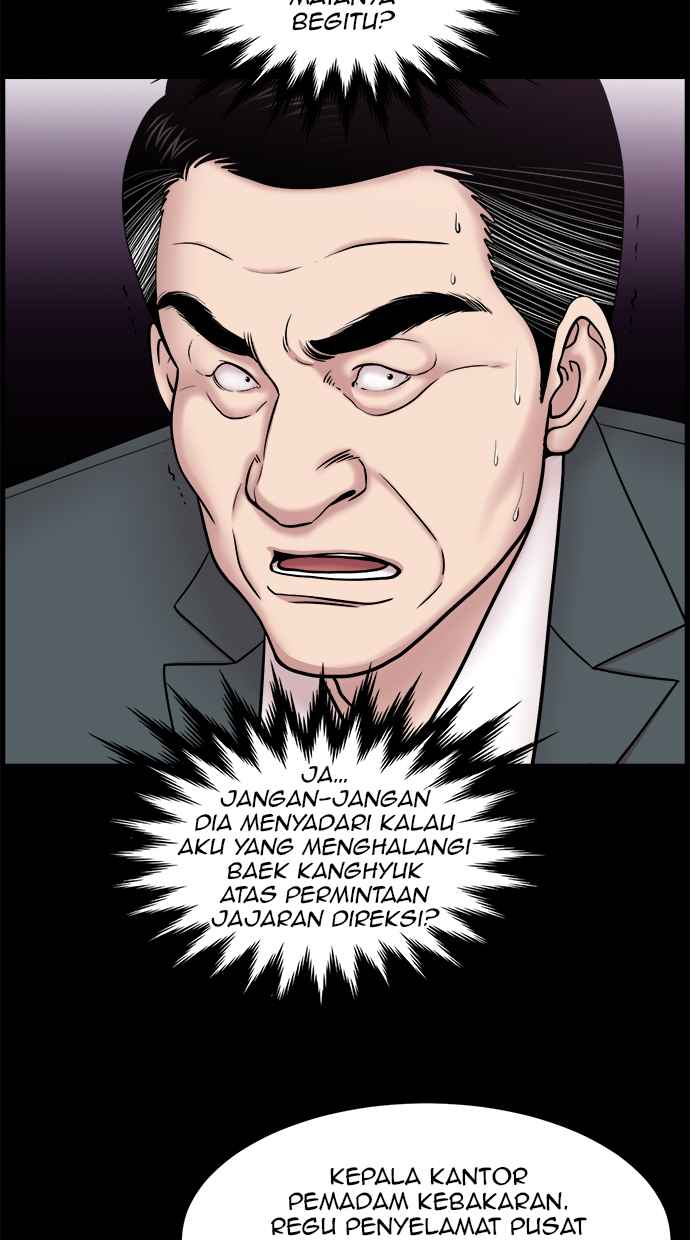 MATANYA
BEGITU?
JA...
JANGAN-JANGAN
DIA MENYADARI KALAU
AKU YANG MENGHALANGI
BAEK KANGHYUK
ATAS PERMINTAAN
JAJARAN DIREKSI?
KEPALA KANTOR
PEMADAM KEBAKARAN.
REGU PENYELAMAT PUSAT